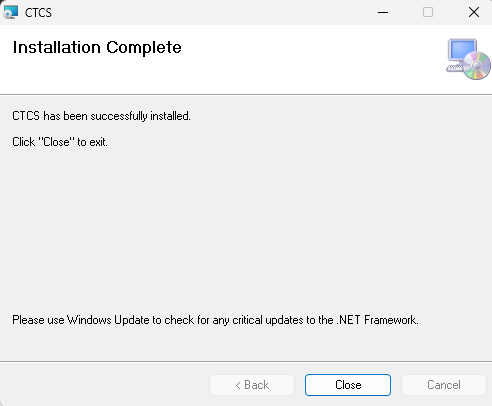 CTCS
Installation Complete
CTCS has been successfully installed.
Click "Close" to exit.
Please use Windows Update to check for any critical updates to the .NET Framework.
< Back
Close
Cancel